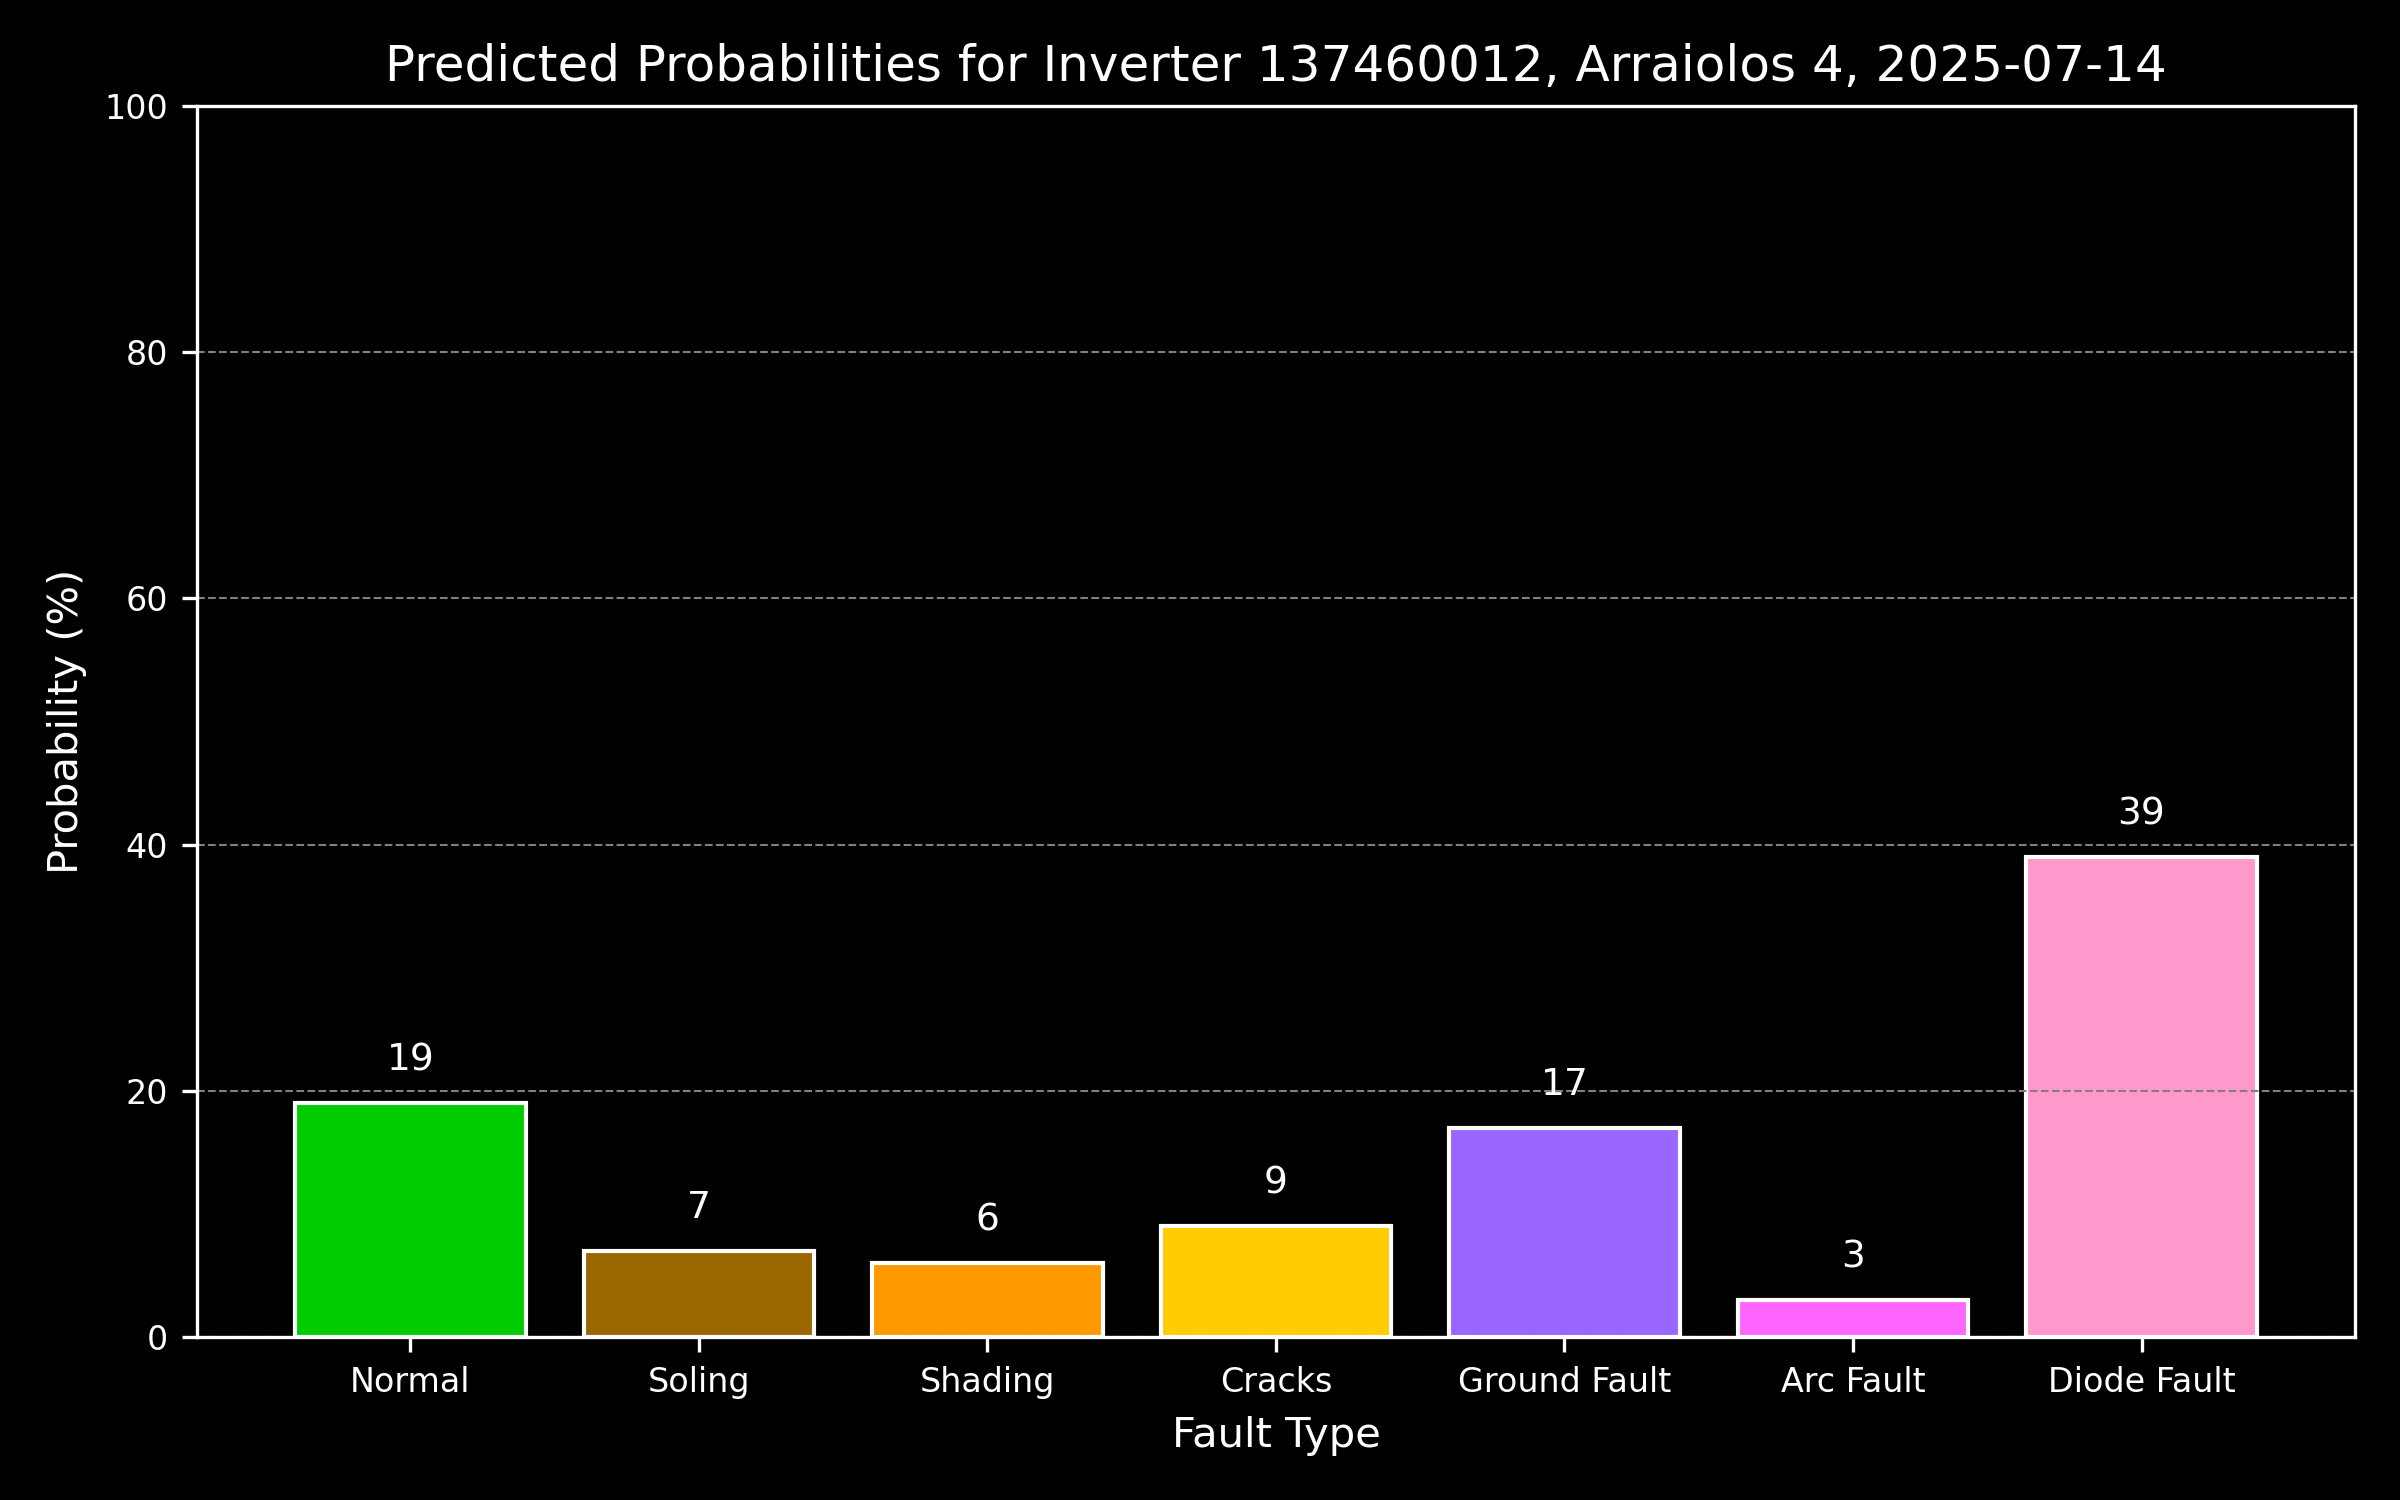 Predicted Probabilities for Inverter 137460012, Arraiolos 4, 2025-07-14
100
80
60
40
20
0
Probability (%)
19
7
6
9
17
3
39
Normal
Soling
Shading
Cracks
Ground Fault
Arc Fault
Diode Fault
Fault Type